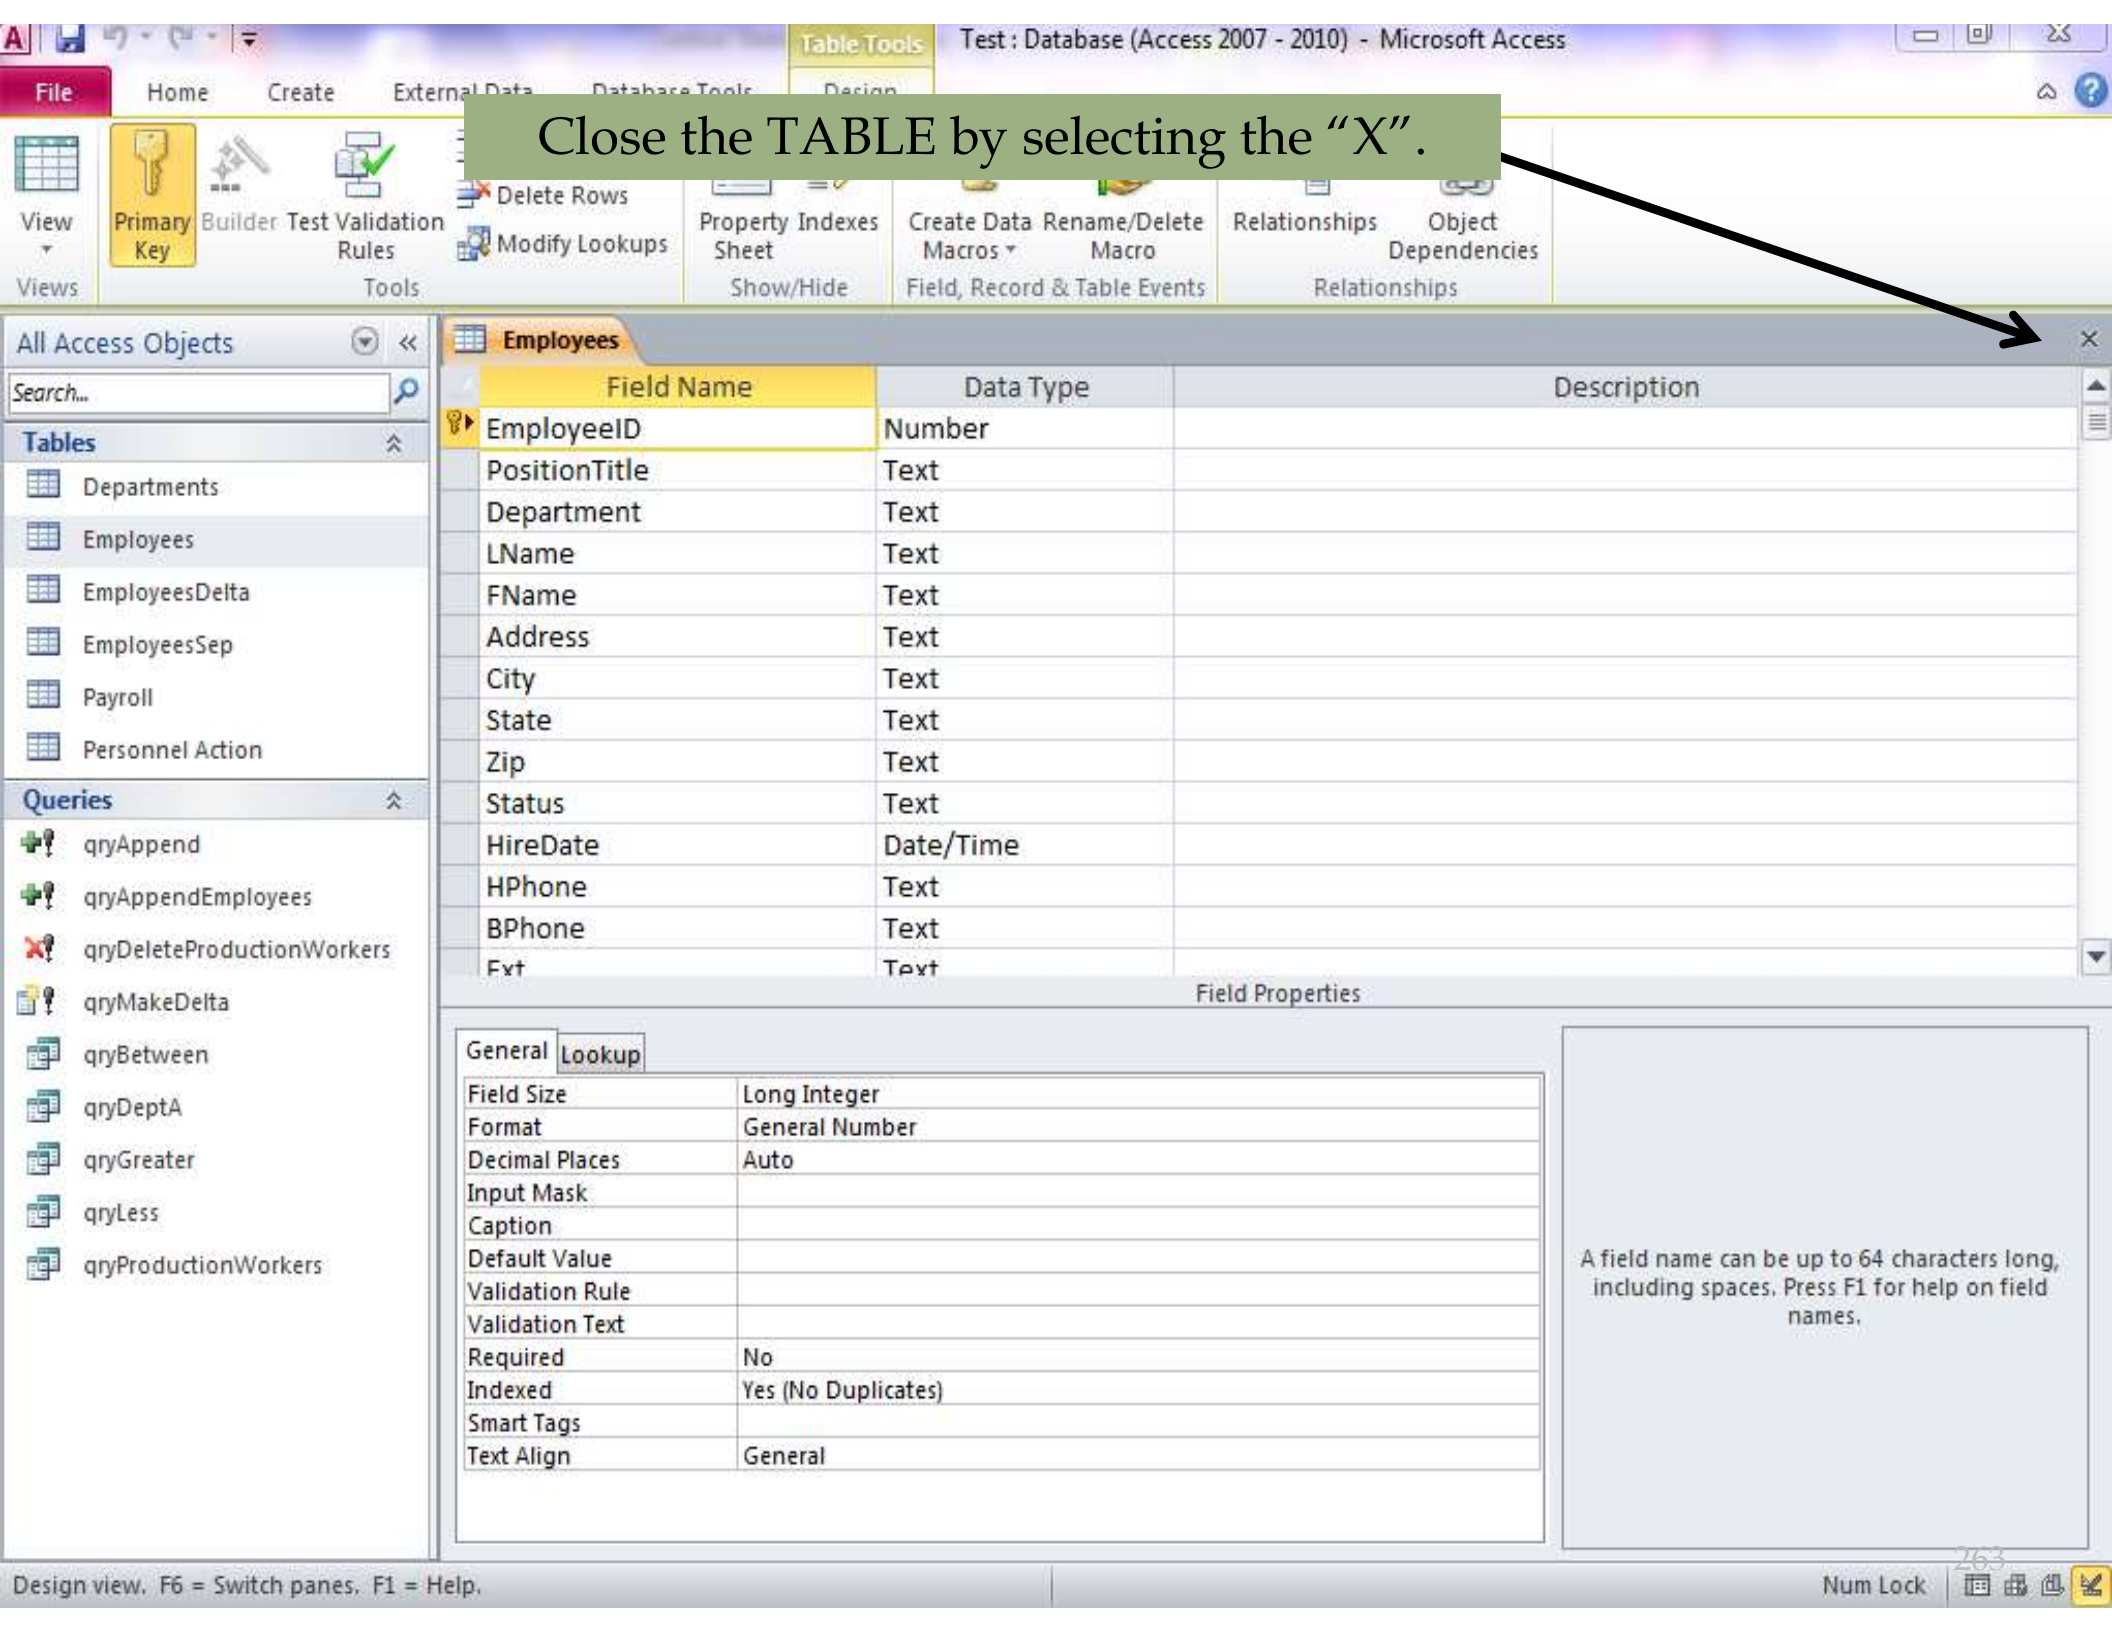 A
Table Tools
Test : Database (Access 2007 - 2010) - Microsoft Access
File Home Create External Data Database Tools Design
Close the TABLE by selecting the “X”.
View
Views
Primary
Key
Builder
Test Validation
Rules
Tools
Delete Rows
Modify Lookups
Property
Sheet
Indexes
Show/Hide
Create Data
Macros
Rename/Delete
Macro
Field, Record & Table Events
Relationships
Object
Dependencies
Relationships
All Access Objects
Search...
Tables
Departments
Employees
EmployeesDelta
EmployeesSep
Payroll
Personnel Action
Queries
qryAppend
qryAppendEmployees
qryDeleteProductionWorkers
qryMakeDelta
qryBetween
qryDeptA
qryGreater
qryLess
qryProductionWorkers
Employees
Field Name Data Type Description
EmployeeID Number
PositionTitle Text
Department Text
LName Text
FName Text
Address Text
City Text
State Text
Zip Text
Status Text
HireDate Date/Time
HPhone Text
BPhone Text
Ext Text
Field Properties
General Lookup
Field Size Long Integer
Format General Number
Decimal Places Auto
Input Mask
Caption
Default Value
Validation Rule
Validation Text
Required No
Indexed Yes (No Duplicates)
Smart Tags
Text Align General
A field name can be up to 64 characters long,
including spaces. Press F1 for help on field
names.
263
Design view. F6 = Switch panes. F1 = Help.
Num Lock